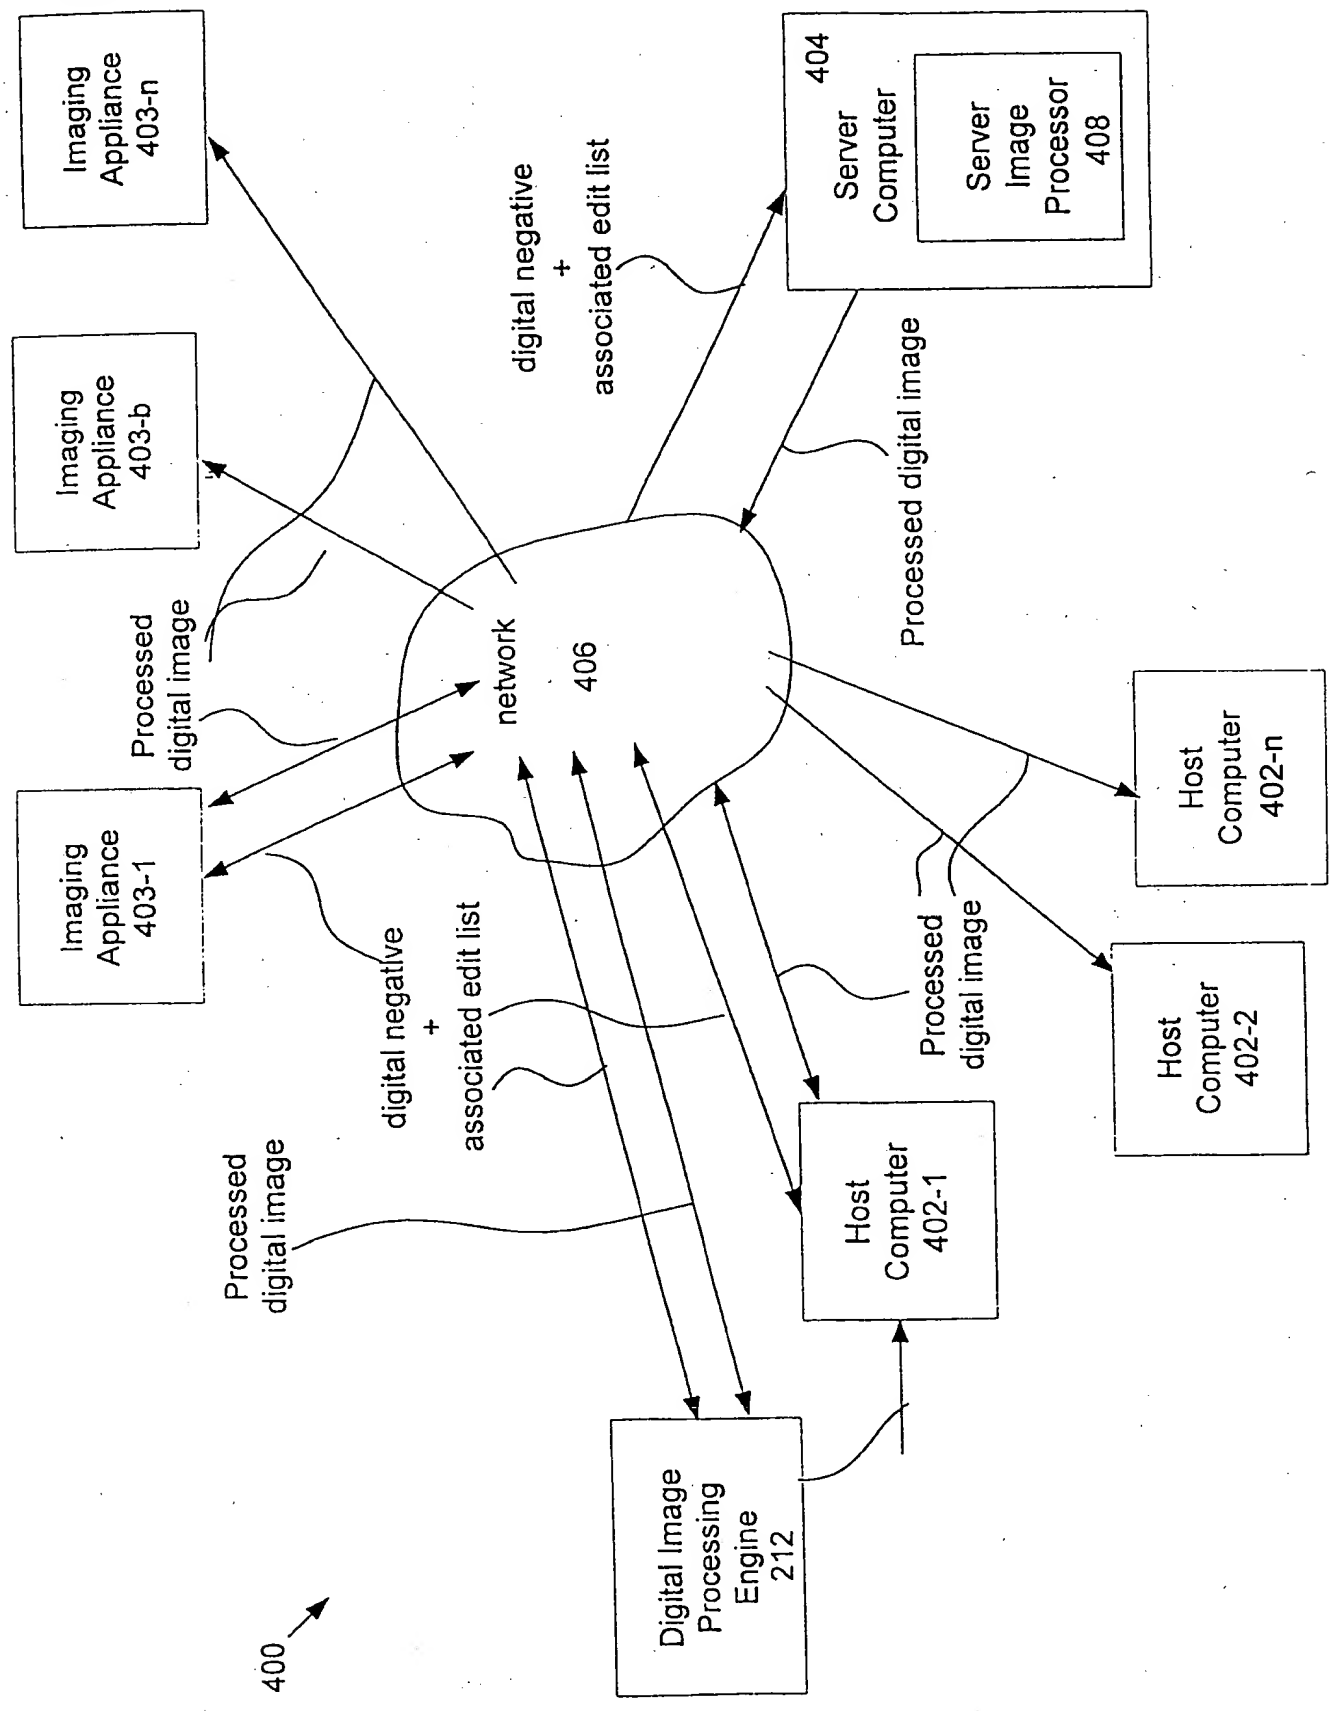 400
Digital Image
Processing
Engine
212
Processed
digital image
digital negative
+
associated edit list
Imaging
Appliance
403-1
Processed
digital image
Imaging
Appliance
403-b
Imaging
Appliance
403-n
network
406
digital negative
+
associated edit list
404
Server
Computer
Server
Image
Processor
408
Processed digital image
Host
Computer
402-1
Processed
digital image
Host
Computer
402-2
Host
Computer
402-n